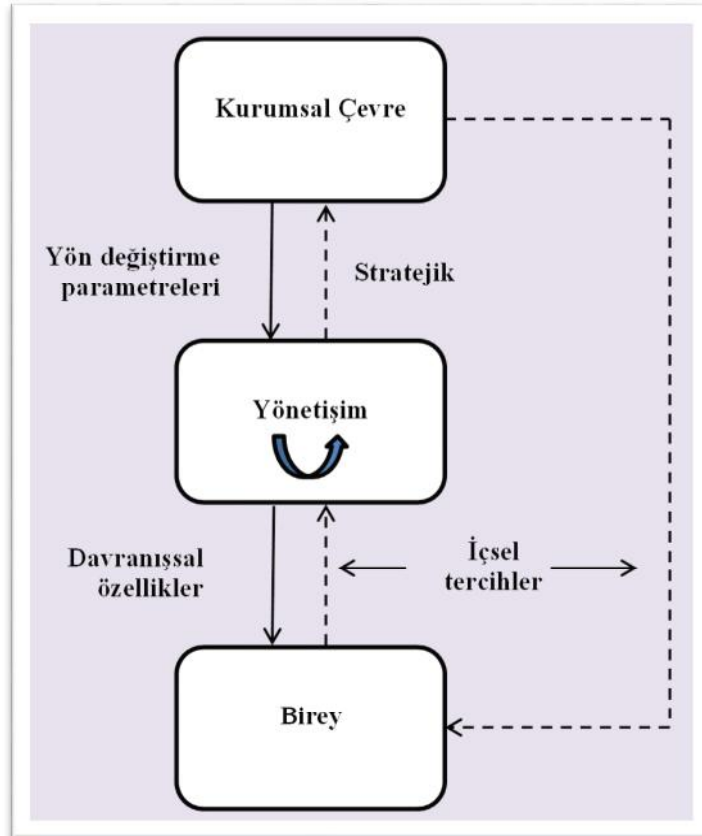 Kurumsal Çevre
Yön değiştirme
parametreleri
Stratejik
Yönetişim
Davranışsal
özellikler
İçsel
tercihler
Birey